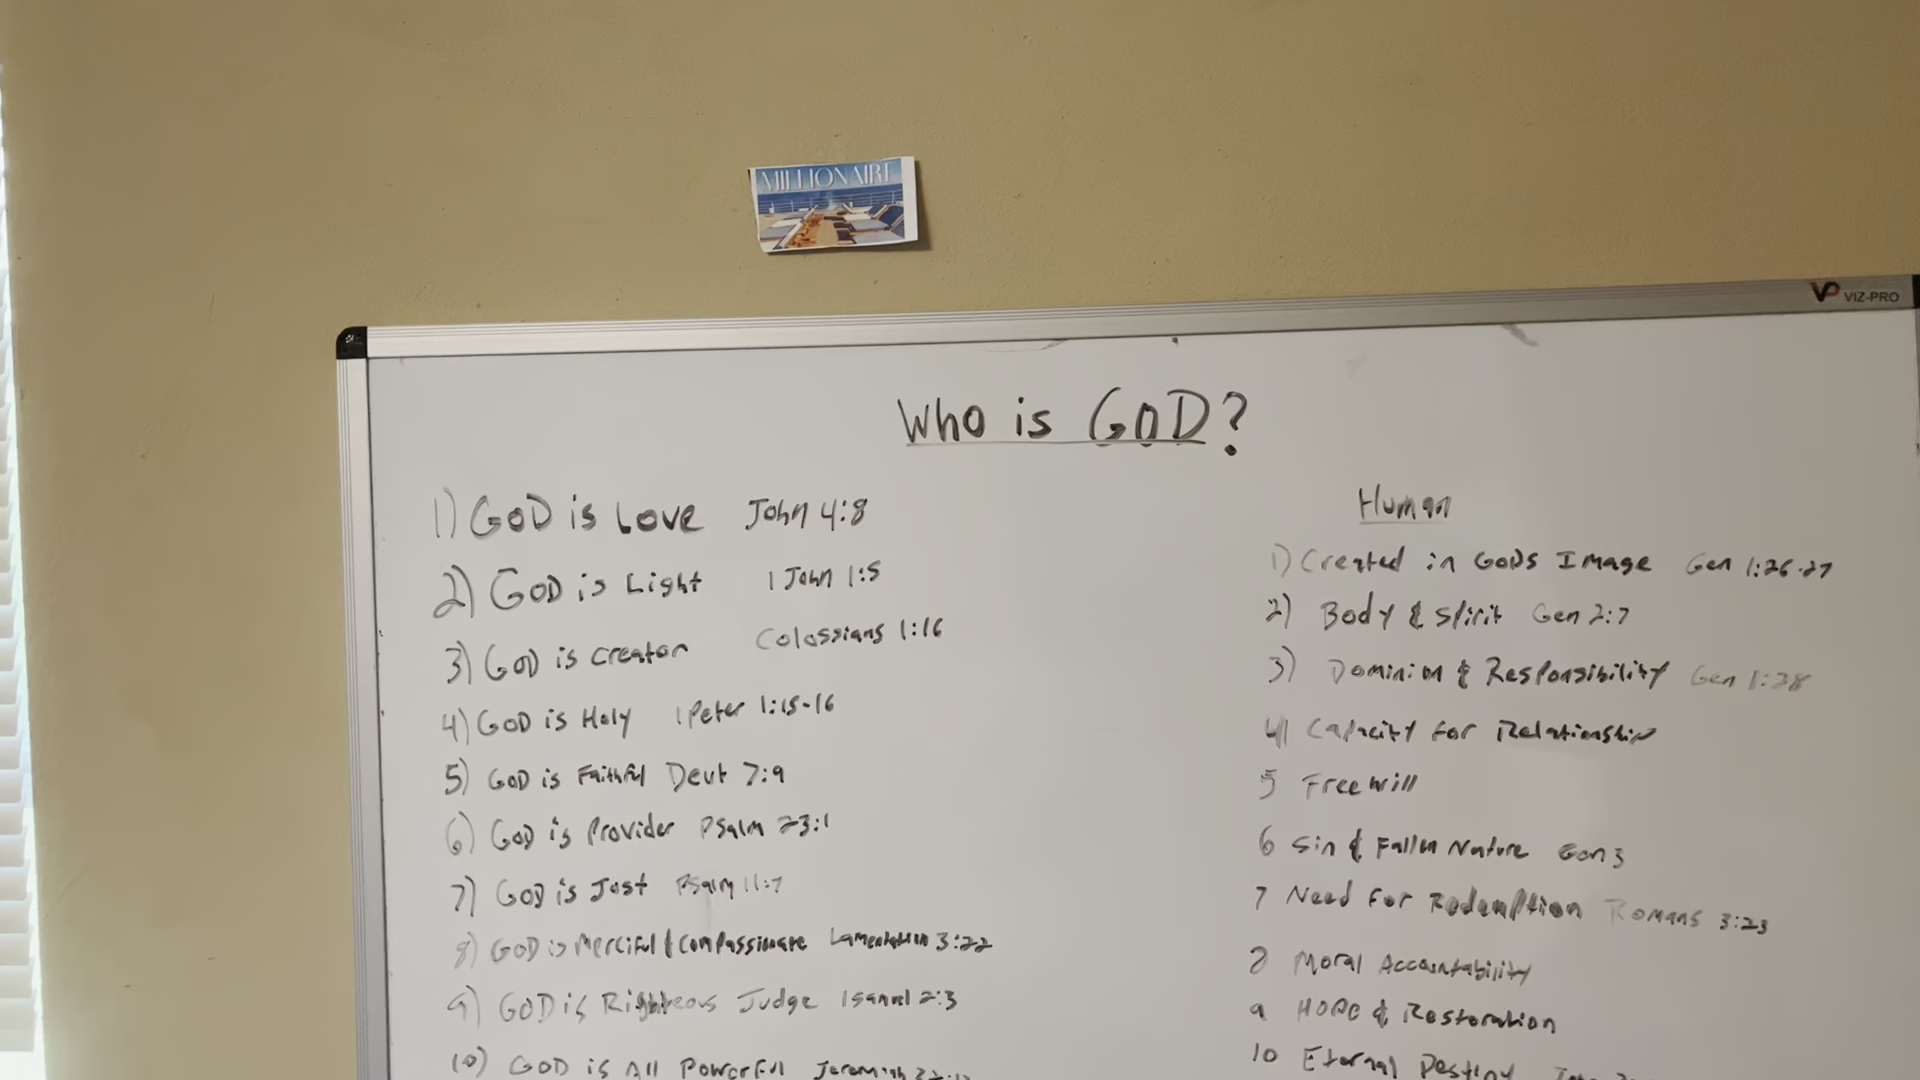 MILLIONAIRE
VP VIZ-PRO
Who is GOD?
1) GOD is Love John 4:8
2) GOD is Light 1 John 1:5
3) GOD is Creator Colossians 1:16
4) GOD is Holy 1 Peter 1:15-16
5) GOD is Faithful Deut 7:9
6) GOD is Provider Psalm 23:1
7) GOD is Just Psalm 11:7
8) GOD is Merciful & Compassionate Lamentation 3:22
9) GOD is Righteous Judge 1 Samuel 2:3
10) GOD is All Powerful Jeremiah
Human
1) Created in GODS Image Gen 1:26-27
2) Body & Spirit Gen 2:7
3) Dominion & Responsibility Gen 1:28
4) Capacity for Relationship
5 Free Will
6 Sin & Fallen Nature Gen 3
7 Need For Redemption Romans 3:23
8 Moral Accountability
9 HOPE & Restoration
10 Eternal Destiny